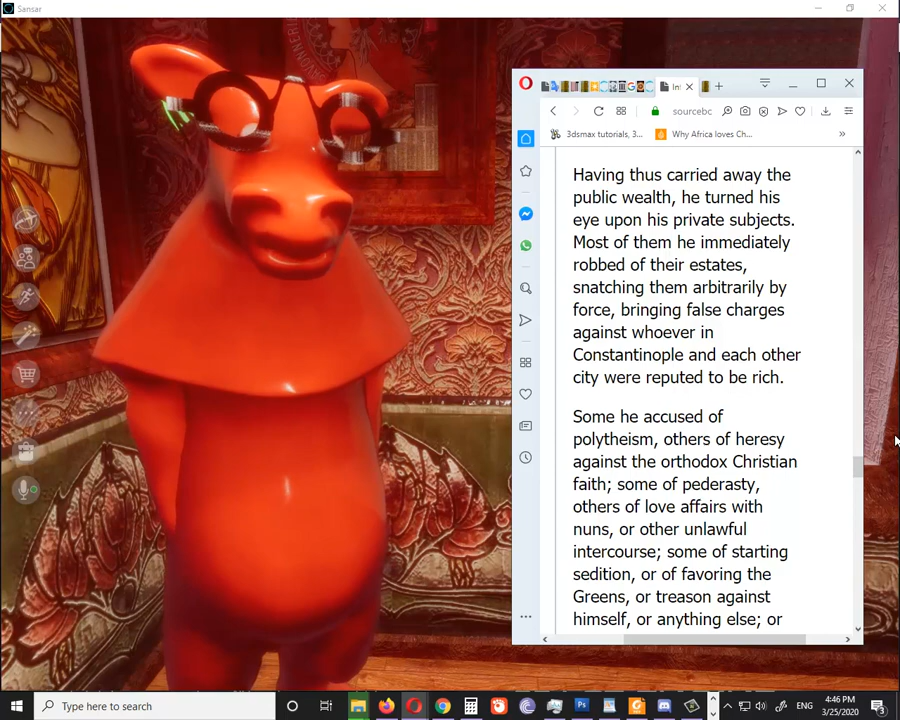 Sansar
In
sourcebc
3dsmax tutorials, 3...
Why Africa loves Ch...
Having thus carried away the
public wealth, he turned his
eye upon his private subjects.
Most of them he immediately
robbed of their estates,
snatching them arbitrarily by
force, bringing false charges
against whoever in
Constantinople and each other
city were reputed to be rich.
Some he accused of
polytheism, others of heresy
against the orthodox Christian
faith; some of pederasty,
others of love affairs with
nuns, or other unlawful
intercourse; some of starting
sedition, or of favoring the
Greens, or treason against
himself, or anything else; or
Type here to search
ENG
4:46 PM
3/25/2020
3